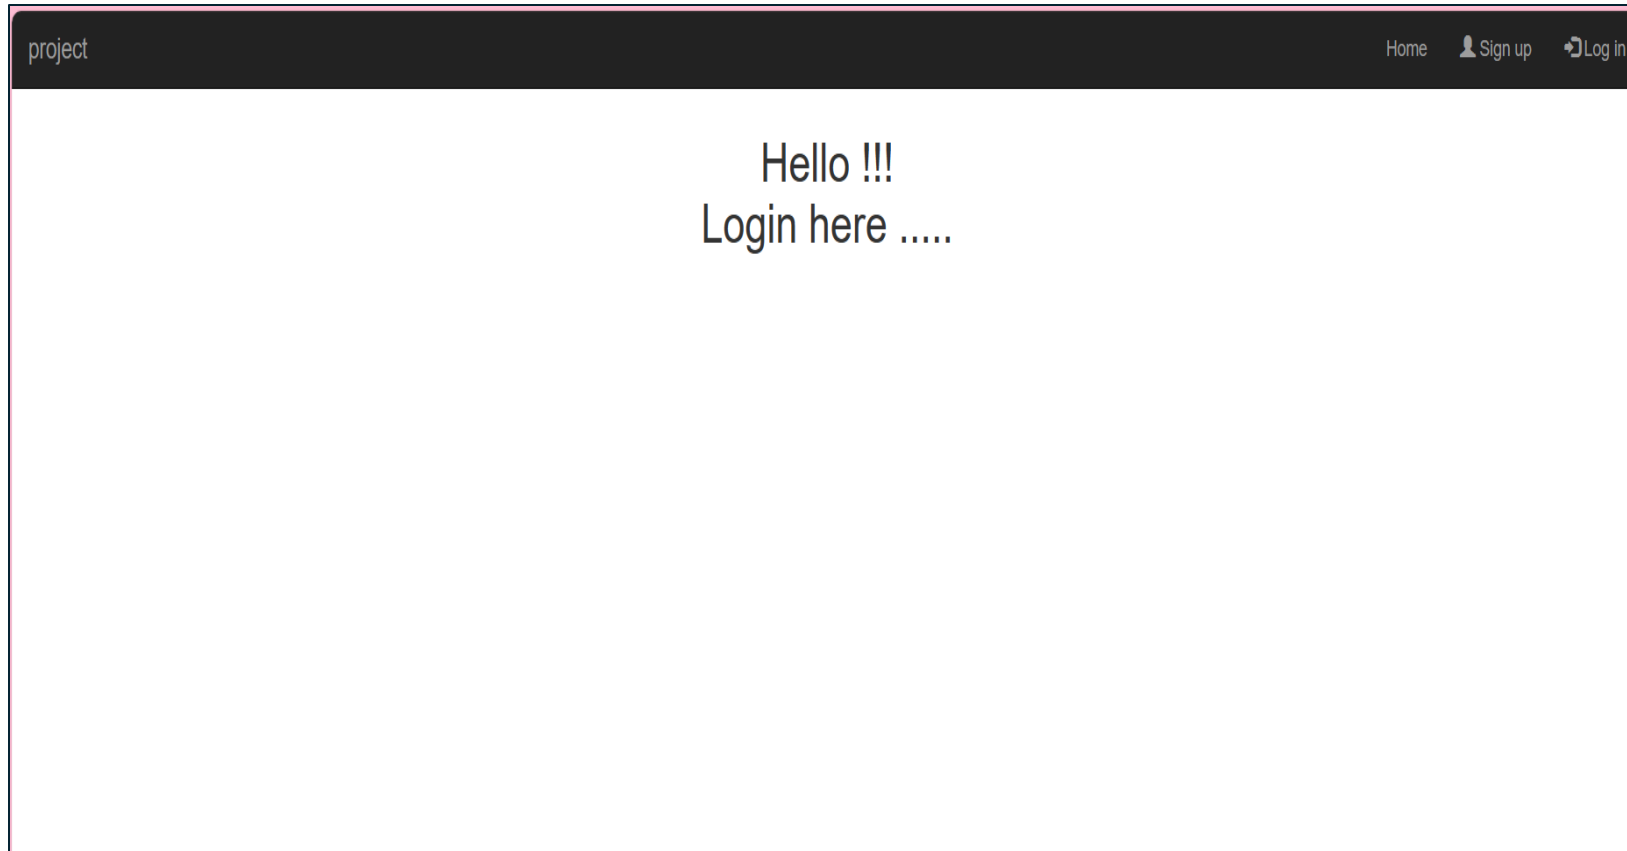 project
Home Sign up Log in
Hello !!!
Login here .....